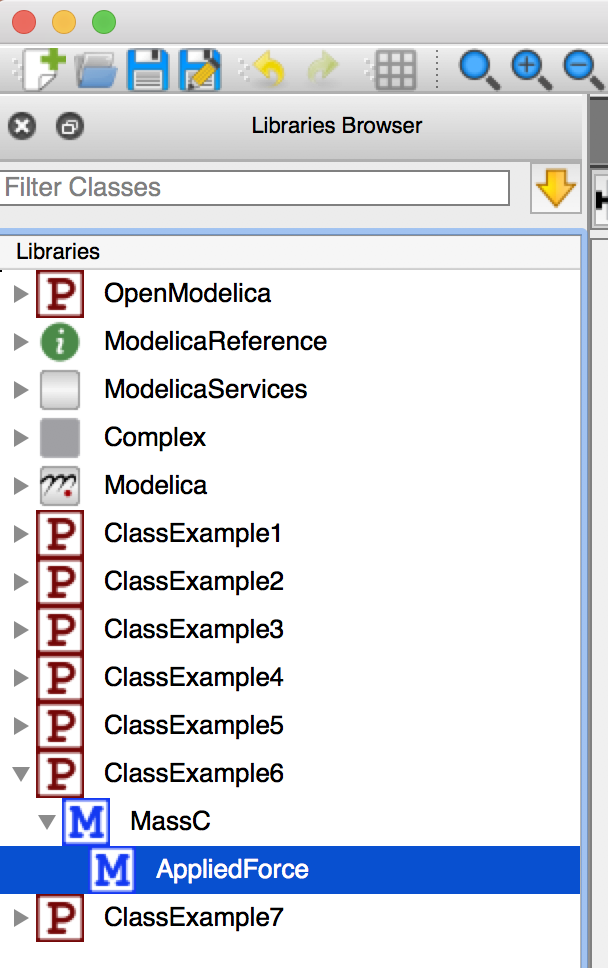 Libraries Browser
Filter Classes
Libraries
P OpenModelica
i ModelicaReference
ModelicaServices
Complex
m Modelica
P ClassExample1
P ClassExample2
P ClassExample3
P ClassExample4
P ClassExample5
P ClassExample6
M MassC
M AppliedForce
P ClassExample7